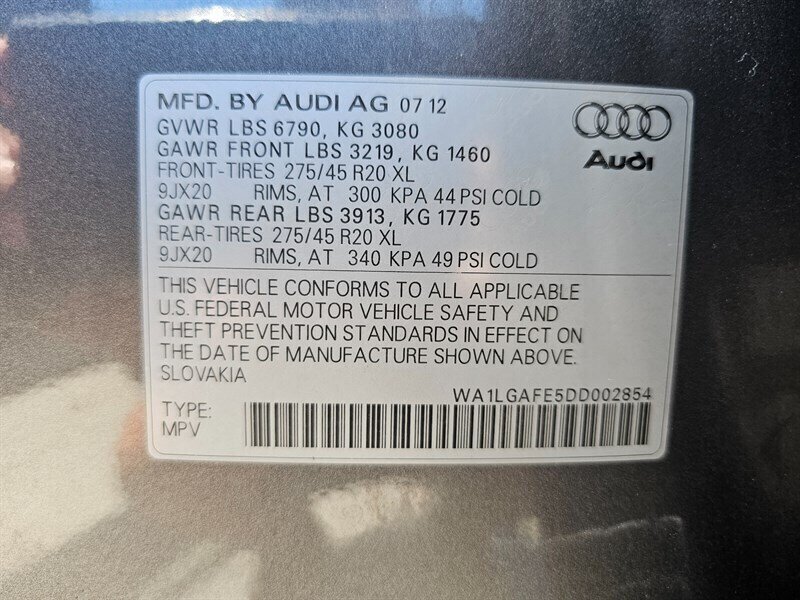 MFD. BY AUDI AG 07 12
GVWR LBS 6790, KG 3080
GAWR FRONT LBS 3219, KG 1460
FRONT-TIRES 275/45 R20 XL
9JX20 RIMS, AT 300 KPA 44 PSI COLD
GAWR REAR LBS 3913, KG 1775
REAR-TIRES 275/45 R20 XL
9JX20 RIMS, AT 340 KPA 49 PSI COLD
Audi
THIS VEHICLE CONFORMS TO ALL APPLICABLE
U.S. FEDERAL MOTOR VEHICLE SAFETY AND
THEFT PREVENTION STANDARDS IN EFFECT ON
THE DATE OF MANUFACTURE SHOWN ABOVE.
SLOVAKIA
WA1LGAFE5DD002854
TYPE:
MPV